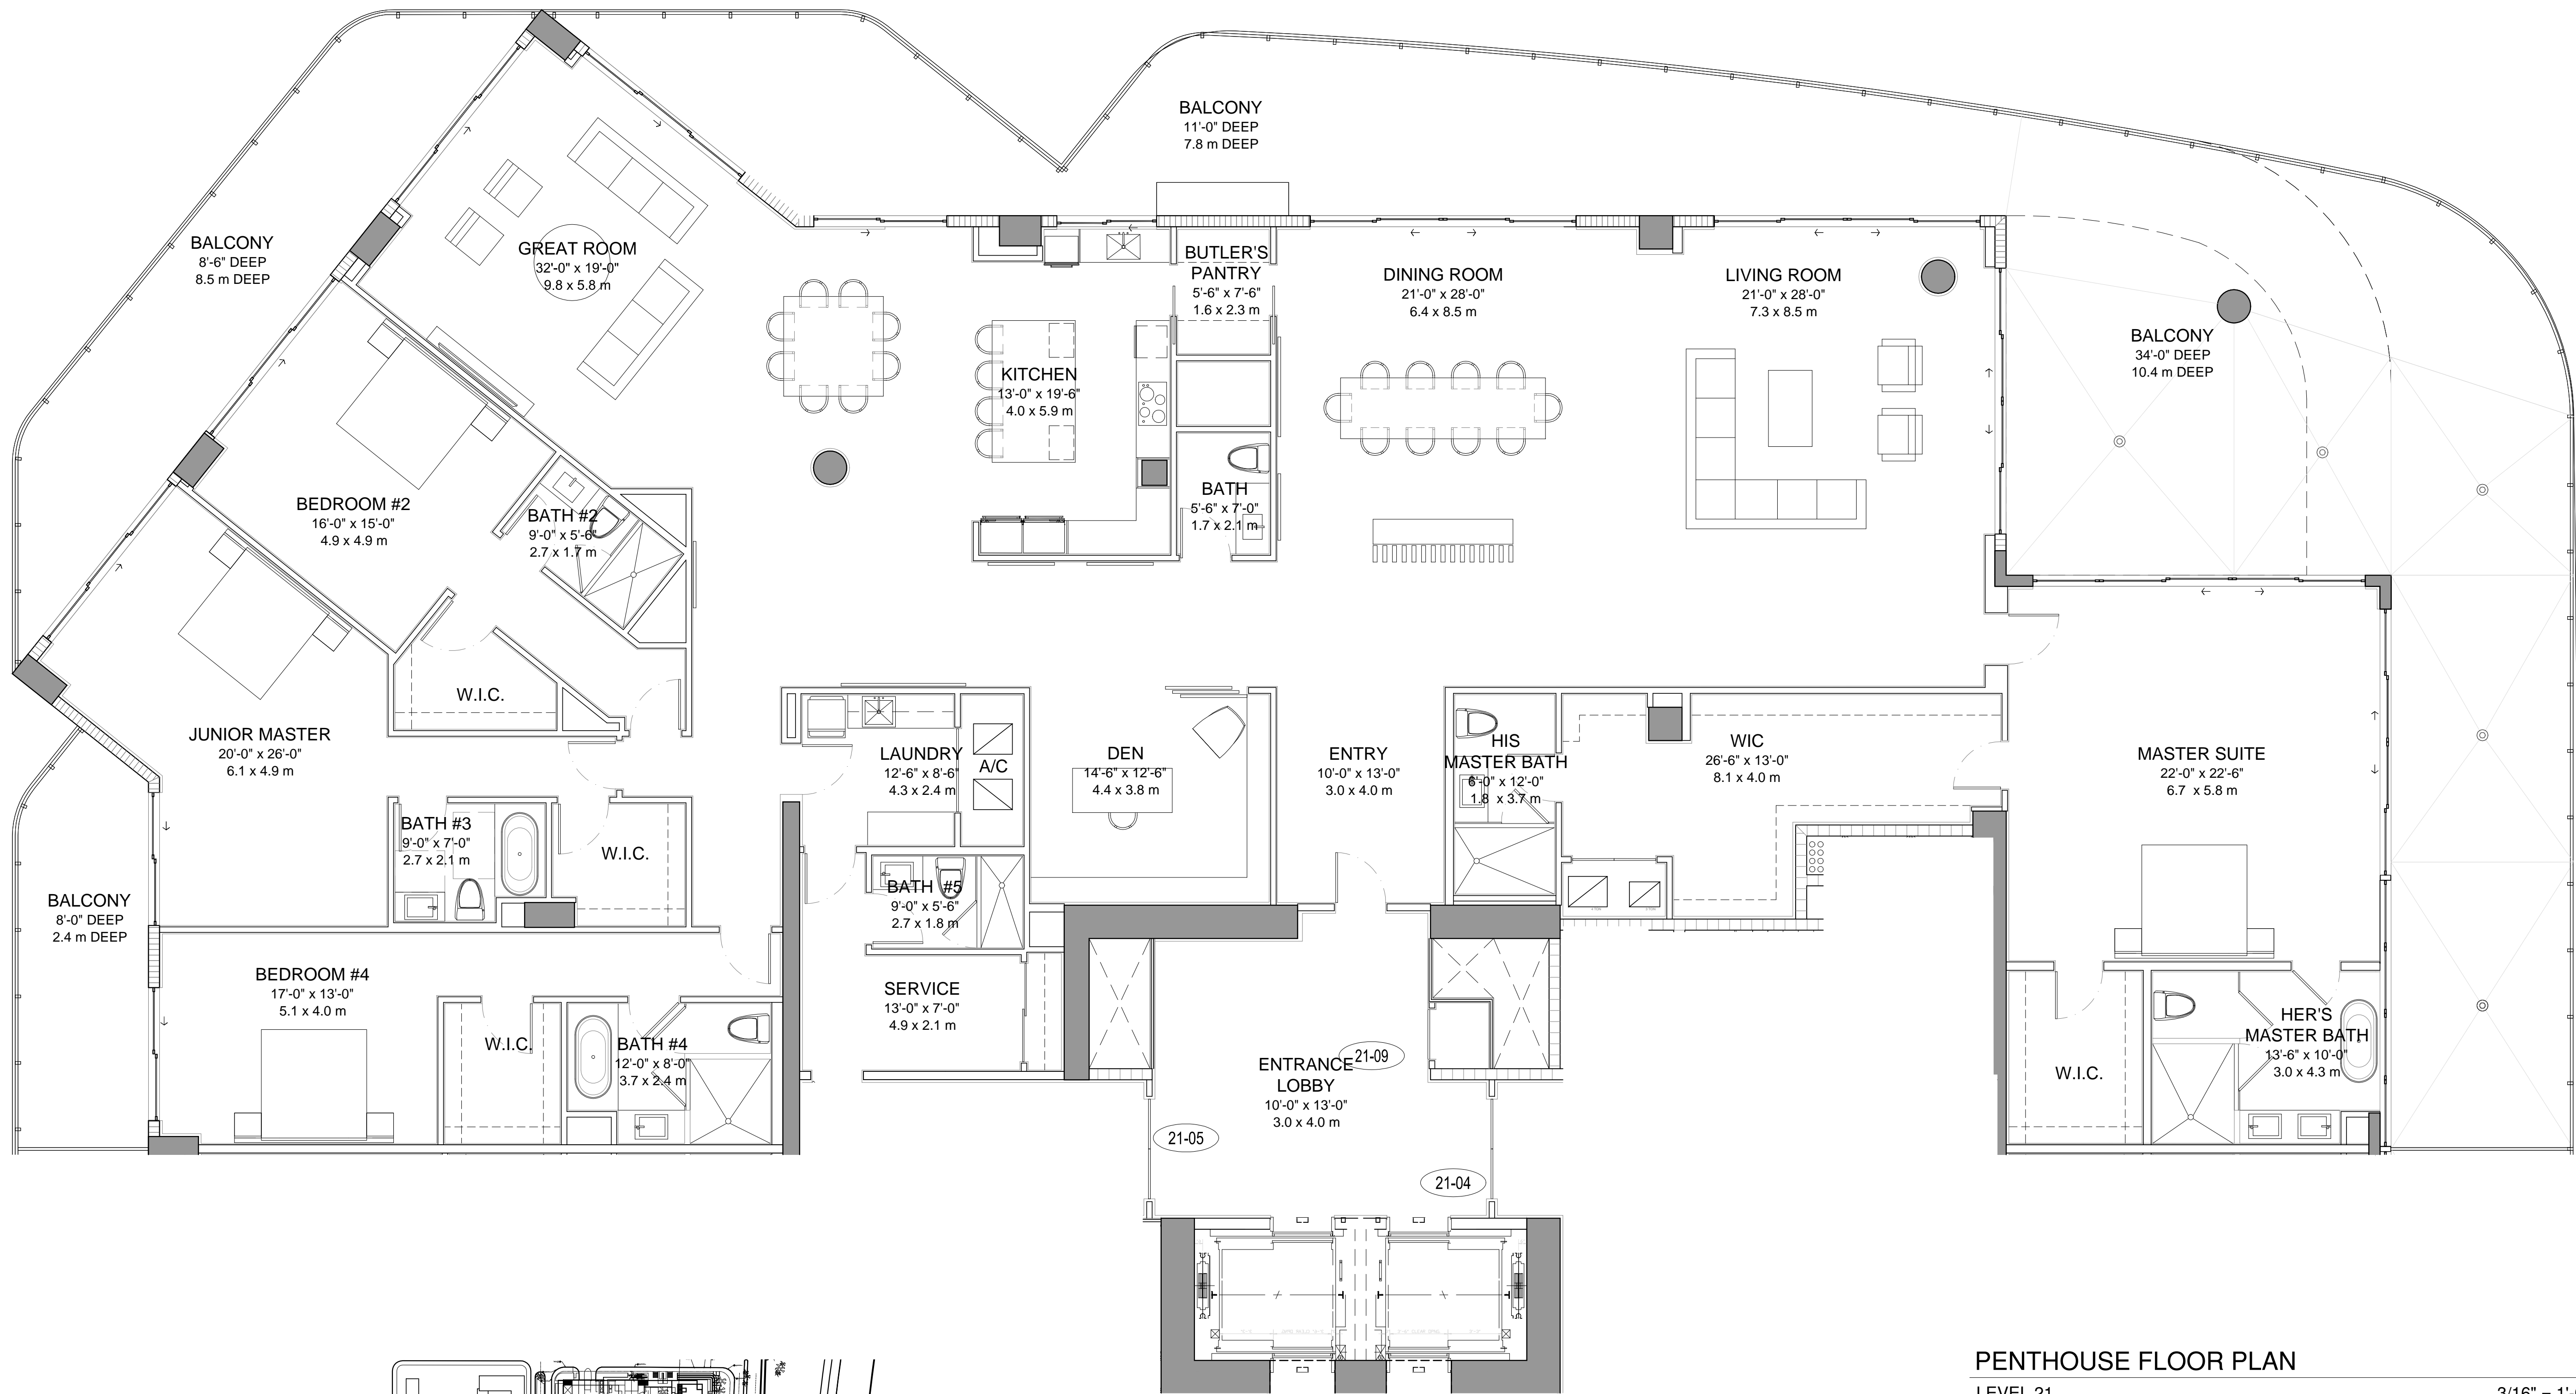 BALCONY
11'-0" DEEP
7.8 m DEEP
BALCONY
8'-6" DEEP
8.5 m DEEP
GREAT ROOM
32'-0" x 19'-0"
9.8 x 5.8 m
BUTLER'S
PANTRY
5'-6" x 7'-6"
1.6 x 2.3 m
DINING ROOM
21'-0" x 28'-0"
6.4 x 8.5 m
LIVING ROOM
21'-0" x 28'-0"
7.3 x 8.5 m
BALCONY
34'-0" DEEP
10.4 m DEEP
KITCHEN
13'-0" x 19'-6"
4.0 x 5.9 m
BEDROOM #2
16'-0" x 15'-0"
4.9 x 4.9 m
BATH #2
9'-0" x 5'-6"
2.7 x 1.7 m
BATH
5'-6" x 7'-0"
1.7 x 2.1 m
W.I.C.
JUNIOR MASTER
20'-0" x 26'-0"
6.1 x 4.9 m
LAUNDRY
12'-6" x 8'-6"
4.3 x 2.4 m
A/C
DEN
14'-6" x 12'-6"
4.4 x 3.8 m
ENTRY
10'-0" x 13'-0"
3.0 x 4.0 m
HIS
MASTER BATH
6'-0" x 12'-0"
1.8 x 3.7 m
WIC
26'-6" x 13'-0"
8.1 x 4.0 m
MASTER SUITE
22'-0" x 22'-6"
6.7 x 5.8 m
BATH #3
9'-0" x 7'-0"
2.7 x 2.1 m
W.I.C.
BATH #5
9'-0" x 5'-6"
2.7 x 1.8 m
BALCONY
8'-0" DEEP
2.4 m DEEP
BEDROOM #4
17'-0" x 13'-0"
5.1 x 4.0 m
W.I.C.
BATH #4
12'-0" x 8'-0"
3.7 x 2.4 m
SERVICE
13'-0" x 7'-0"
4.9 x 2.1 m
ENTRANCE
LOBBY
10'-0" x 13'-0"
3.0 x 4.0 m
21-09
21-05
21-04
W.I.C.
HER'S
MASTER BATH
13'-6" x 10'-0"
3.0 x 4.3 m
PENTHOUSE FLOOR PLAN
LEVEL 21
3/16" = 1'-